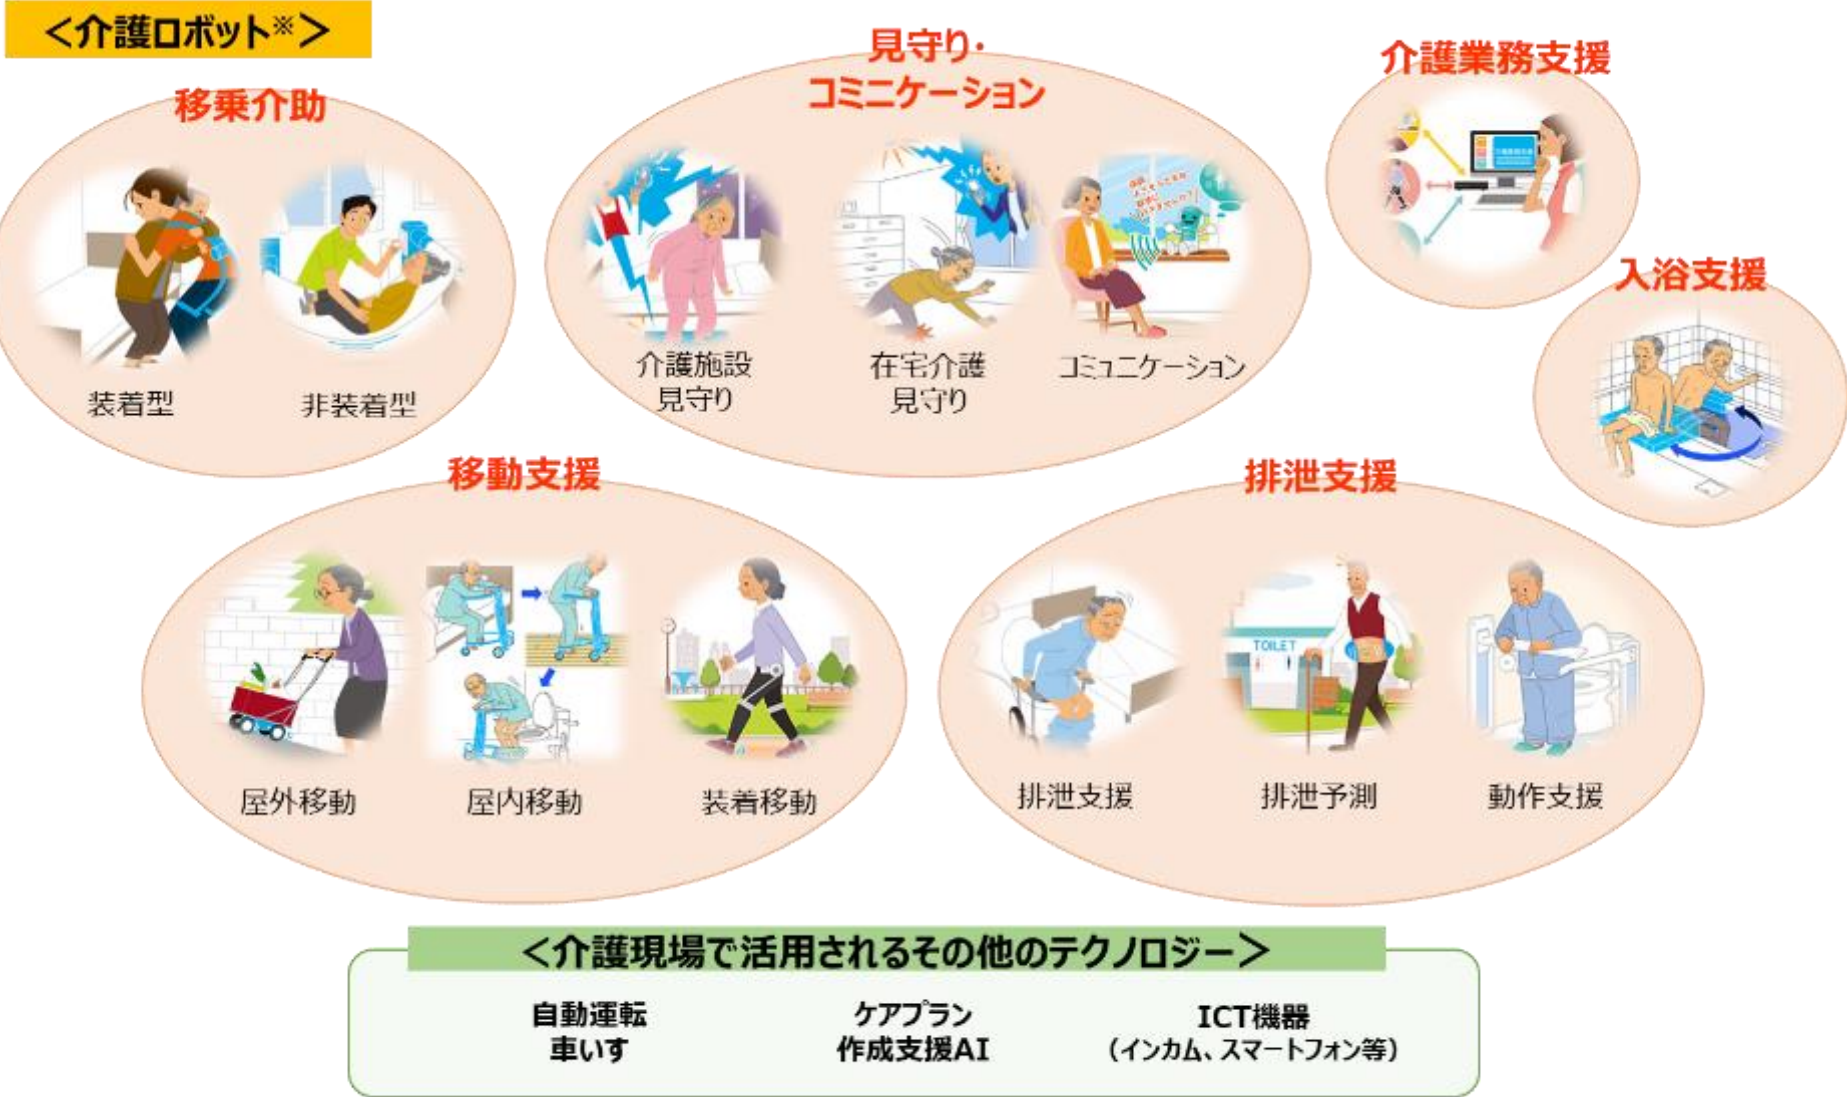 ＜介護ロボット※＞
移乗介助
装着型
非装着型
見守り・
コミニケーション
介護施設
見守り
在宅介護
見守り
コミュニケーション
介護業務支援
入浴支援
移動支援
屋外移動
屋内移動
装着移動
排泄支援
TOILET
排泄支援
排泄予測
動作支援
＜介護現場で活用されるその他のテクノロジー＞
自動運転
車いす
ケアプラン
作成支援AI
ICT機器
（インカム、スマートフォン等）